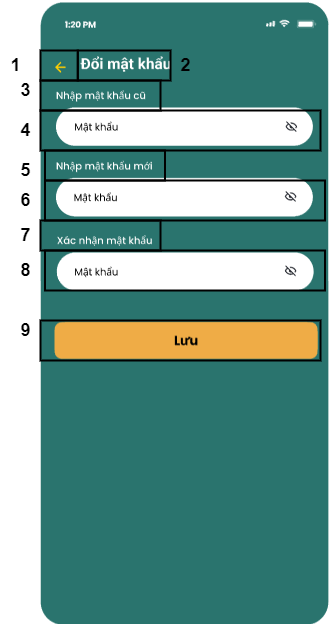 1:20 PM
1 Đổi mật khẩu 2
3 Nhập mật khẩu cũ
4 Mật khẩu
5 Nhập mật khẩu mới
6 Mật khẩu
7 Xác nhận mật khẩu
8 Mật khẩu
9 Lưu